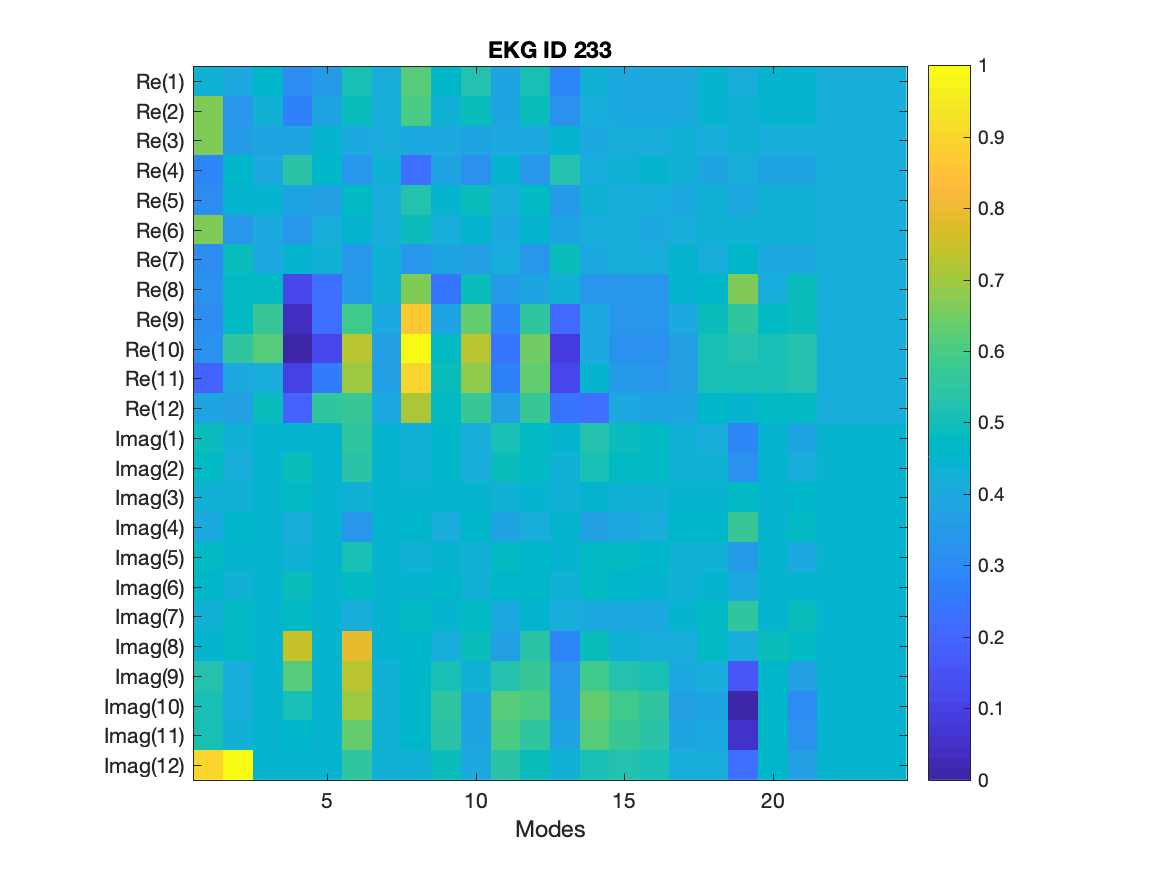 EKG ID 233
Re(1)
Re(2)
Re(3)
Re(4)
Re(5)
Re(6)
Re(7)
Re(8)
Re(9)
Re(10)
Re(11)
Re(12)
Imag(1)
Imag(2)
Imag(3)
Imag(4)
Imag(5)
Imag(6)
Imag(7)
Imag(8)
Imag(9)
Imag(10)
Imag(11)
Imag(12)
5 10 15 20
Modes
1
0.9
0.8
0.7
0.6
0.5
0.4
0.3
0.2
0.1
0